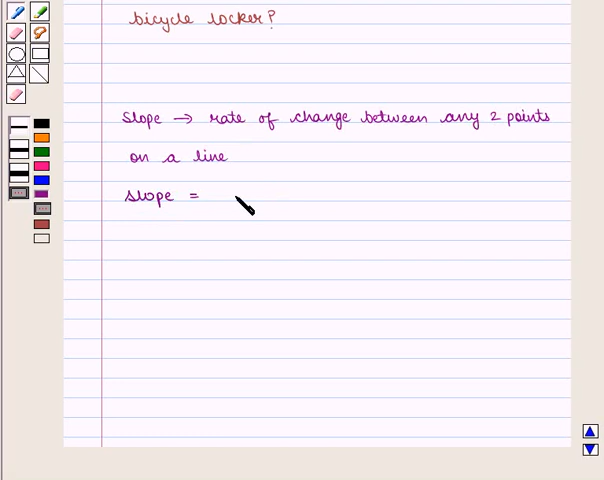 bicycle locker?
Slope → rate of change between any 2 points
on a line
Slope =